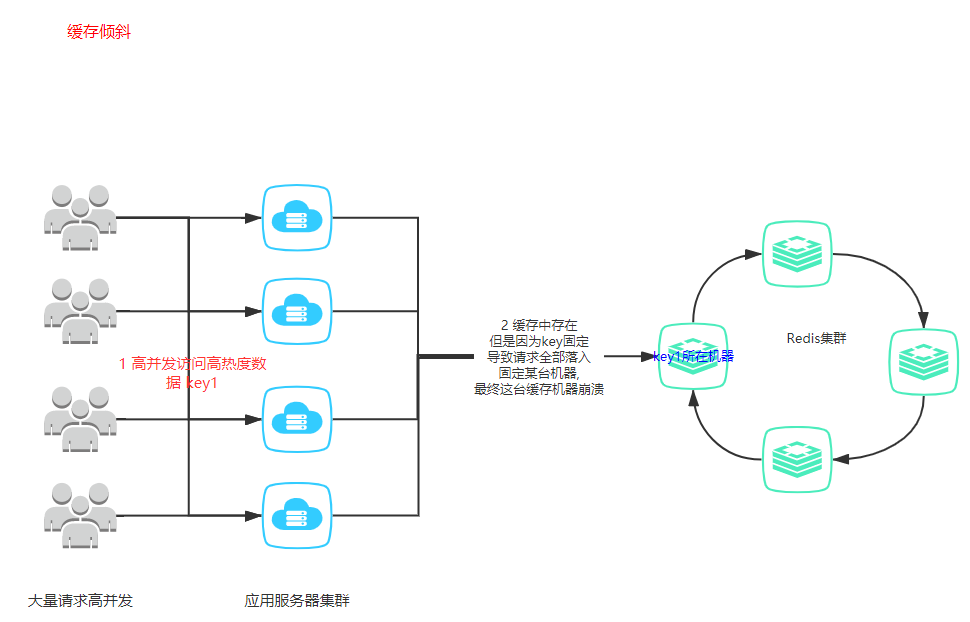 缓存倾斜
1 高并发访问高热度数
据 key1
2 缓存中存在
但是因为key固定
导致请求全部落入
固定某台机器,
最终这台缓存机器崩溃
key1所在机器
Redis集群
大量请求高并发
应用服务器集群